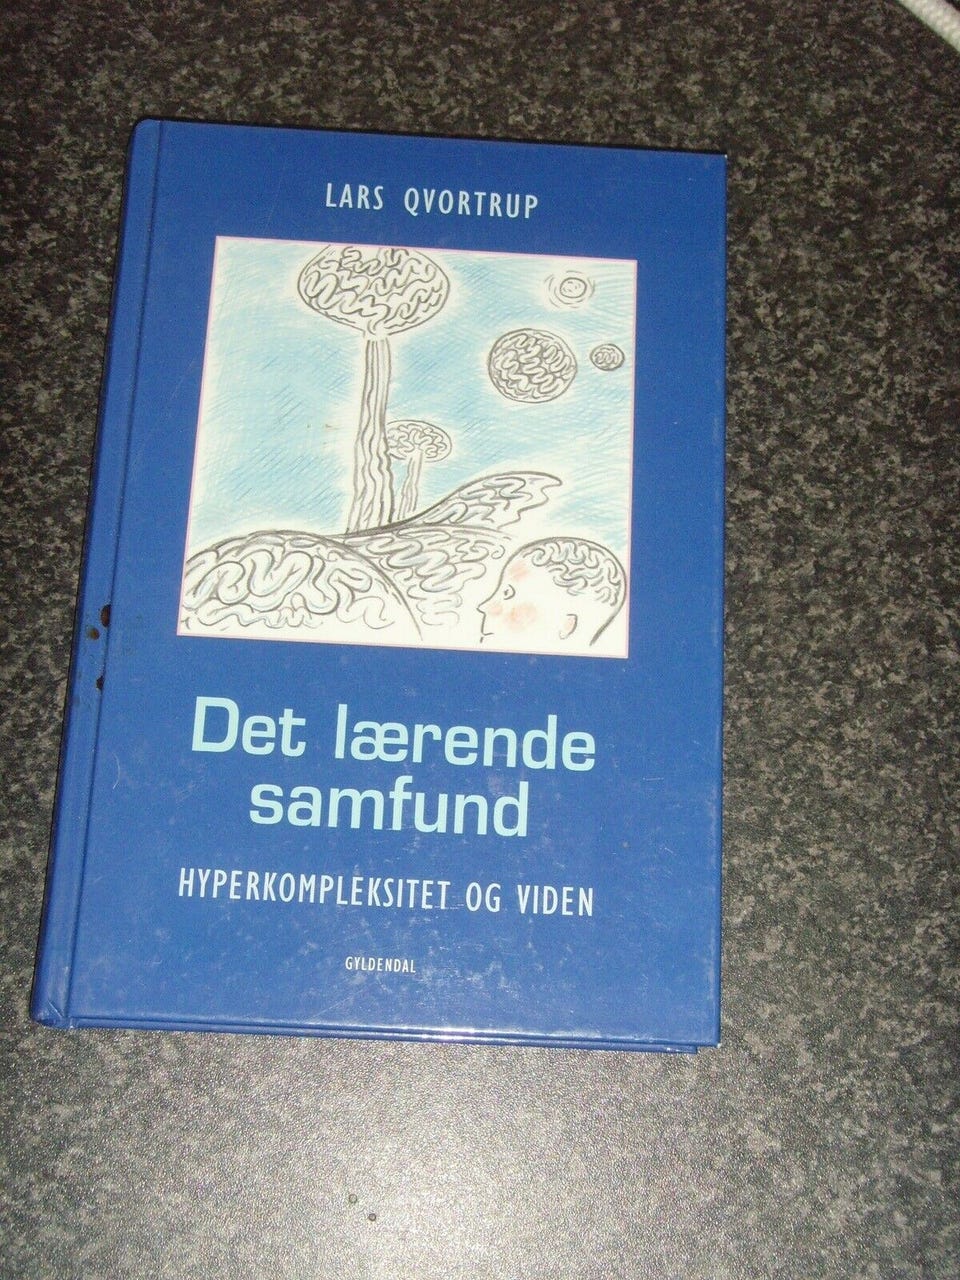 LARS QVORTRUP
Det lærende
samfund
HYPERKOMPLEKSITET OG VIDEN
GYLDENDAL